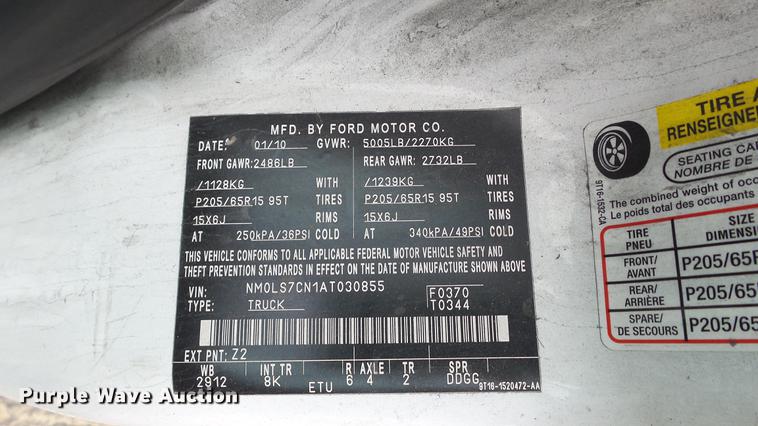 Purple Wave Auction
MFD. BY FORD MOTOR CO.
DATE: 01/10 GVWR: 5005LB/2270KG
FRONT GAWR: 2486LB REAR GAWR: 2732LB
/1128KG WITH /1239KG WITH
P205/65R15 95T TIRES P205/65R15 95T TIRES
15X6J RIMS 15X6J RIMS
AT 250kPA/36PSI COLD AT 340kPA/49PSI COLD
THIS VEHICLE CONFORMS TO ALL APPLICABLE FEDERAL MOTOR VEHICLE SAFETY AND
THEFT PREVENTION STANDARDS IN EFFECT ON THE DATE OF MANUFACTURE SHOWN ABOVE.
VIN: NM0LS7CN1AT030855 F0370
TYPE: TRUCK T0344
EXT PNT: Z2
WB INT TR R AXLE TR SPR
2912 8K ETU 6 4 2 DDGG
9T16-1520472-AA
TIRE
RENSEIGNE
SEATING
NOMBRE DE
9T16-1532-CA
The combined weight of
Le poids total des occupants
TIRE SIZE
PNEU DIMENSI
FRONT/
AVANT P205/65
REAR/
ARRIÈRE P205/65
SPARE/
DE SECOURS P205/65
Purple Wave Auction